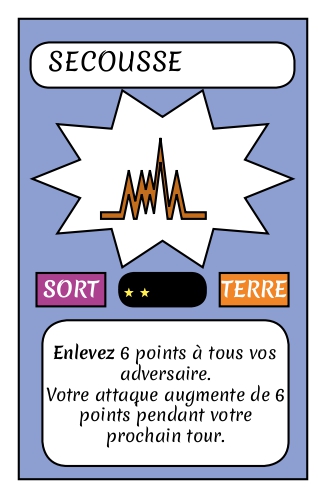 SECOUSSE
SORT
TERRE
Enlevez 6 points à tous vos
adversaire.
Votre attaque augmente de 6
points pendant votre
prochain tour.